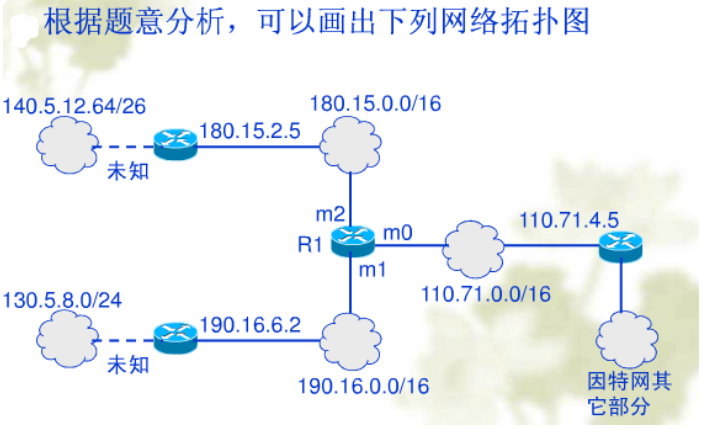 根据题意分析，可以画出下列网络拓扑图
140.5.12.64/26
180.15.2.5
180.15.0.0/16
未知
m2
R1
m0
m1
110.71.4.5
110.71.0.0/16
130.5.8.0/24
190.16.6.2
未知
190.16.0.0/16
因特网其
它部分